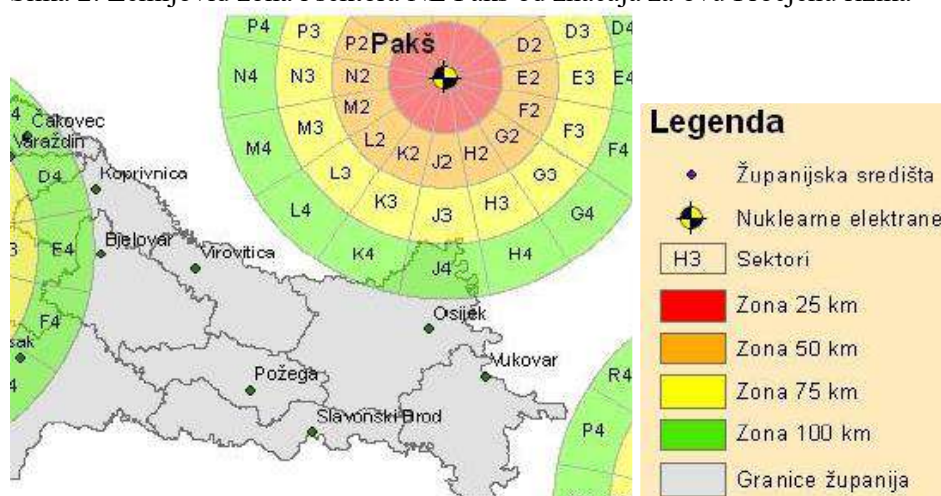 P4 P3 P2 Pakš D2 D3 D4
N4 N3 N2 E2 E3 E4
M4 M3 M2 F2 F3 F4
L4 L3 L2 K2 J2 H2 G2 G3 G4
K4 K3 J3 H3 H4
J4
Čakovec
Varaždin
D4 Koprivnica
E4 Bjelovar Virovitica
F4 Osijek
Požega Vukovar
Slavonski Brod
R4
P4
Legenda
Županijska središta
Nuklearne elektrane
H3 Sektori
Zona 25 km
Zona 50 km
Zona 75 km
Zona 100 km
Granice županija